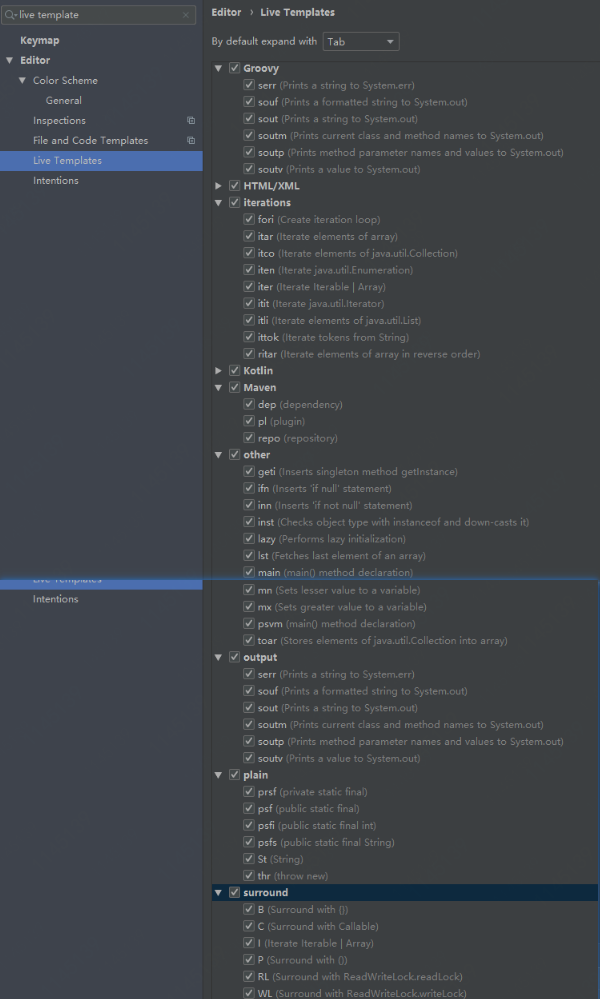 live template
Keymap
Editor
Color Scheme
General
Inspections
File and Code Templates
Live Templates
Intentions
Live Templates
Intentions
Editor › Live Templates
By default expand with Tab
Groovy
serr (Prints a string to System.err)
souf (Prints a formatted string to System.out)
sout (Prints a string to System.out)
soutm (Prints current class and method names to System.out)
soutp (Prints method parameter names and values to System.out)
soutv (Prints a value to System.out)
HTML/XML
iterations
fori (Create iteration loop)
itar (Iterate elements of array)
itco (Iterate elements of java.util.Collection)
iten (Iterate java.util.Enumeration)
iter (Iterate Iterable | Array)
itit (Iterate java.util.Iterator)
itli (Iterate elements of java.util.List)
ittok (Iterate tokens from String)
ritar (Iterate elements of array in reverse order)
Kotlin
Maven
dep (dependency)
pl (plugin)
repo (repository)
other
geti (Inserts singleton method getInstance)
ifn (Inserts 'if null' statement)
inn (Inserts 'if not null' statement)
inst (Checks object type with instanceof and down-casts it)
lazy (Performs lazy initialization)
lst (Fetches last element of an array)
main (main() method declaration)
mn (Sets lesser value to a variable)
mx (Sets greater value to a variable)
psvm (main() method declaration)
toar (Stores elements of java.util.Collection into array)
output
serr (Prints a string to System.err)
souf (Prints a formatted string to System.out)
sout (Prints a string to System.out)
soutm (Prints current class and method names to System.out)
soutp (Prints method parameter names and values to System.out)
soutv (Prints a value to System.out)
plain
prsf (private static final)
psf (public static final)
psfi (public static final int)
psfs (public static final String)
St (String)
thr (throw new)
surround
B (Surround with {})
C (Surround with Callable)
I (Iterate Iterable | Array)
P (Surround with ())
RL (Surround with ReadWriteLock.readLock)
WL (Surround with ReadWriteLock.writeLock)